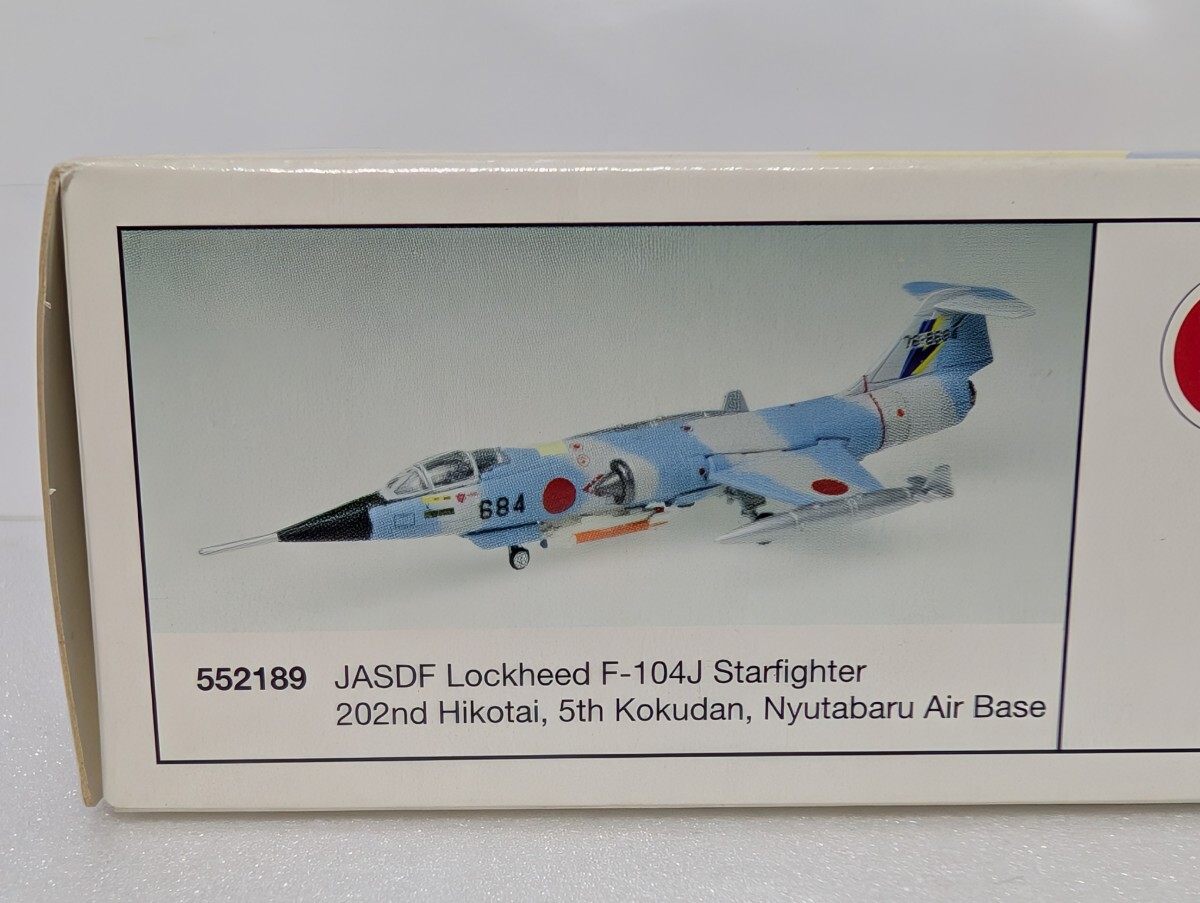 684
552189 JASDF Lockheed F-104J Starfighter
202nd Hikotai, 5th Kokudan, Nyutabaru Air Base